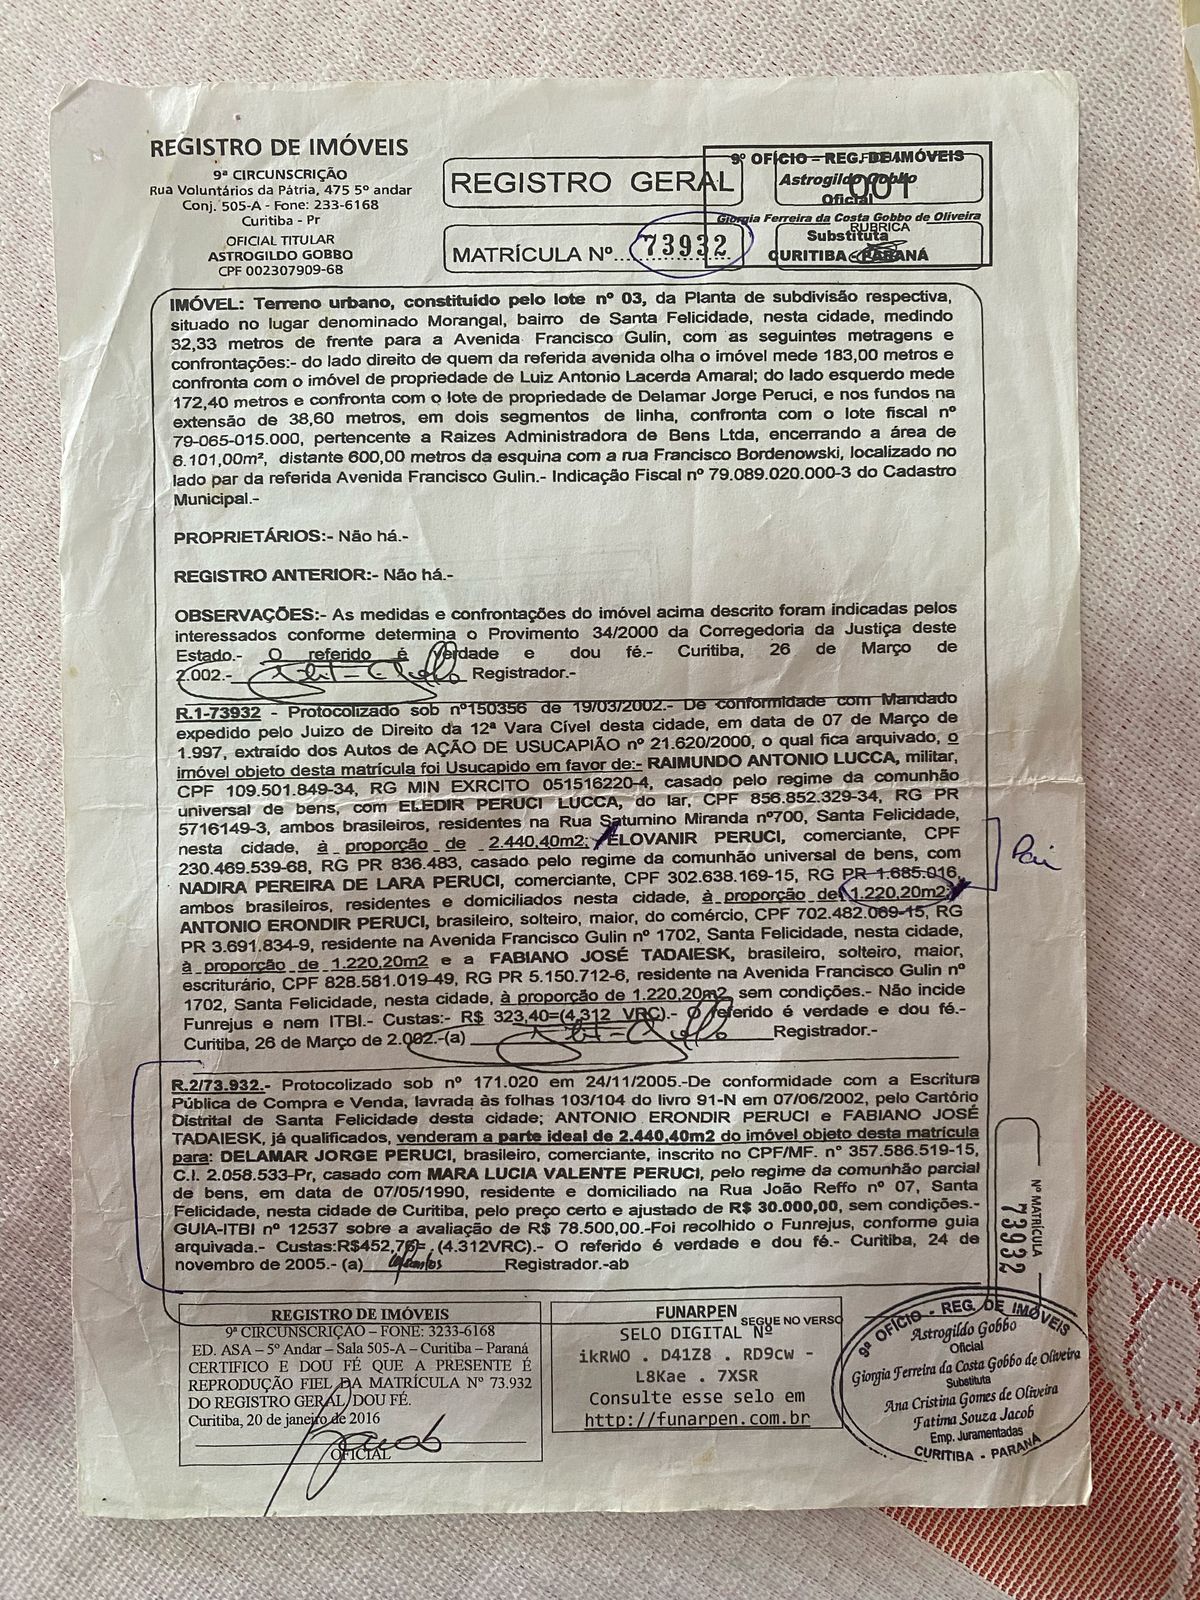 REGISTRO DE IMÓVEIS
9ª CIRCUNSCRIÇÃO
Rua Voluntários da Pátria, 475 5º andar
Conj. 505-A - Fone: 233-6168
Curitiba - Pr
OFICIAL TITULAR
ASTROGILDO GOBBO
CPF 002307909-68
REGISTRO GERAL
MATRÍCULA Nº 73932
9º OFÍCIO - REG. DE IMÓVEIS
Astrogildo Gobbo
001
Oficial
Giorgia Ferreira da Costa Gobbo de Oliveira
RUBRICA
Substituta
CURITIBA - PARANÁ
IMÓVEL: Terreno urbano, constituido pelo lote nº 03, da Planta de subdivisão respectiva,
situado no lugar denominado Morangal, bairro de Santa Felicidade, nesta cidade, medindo
32,33 metros de frente para a Avenida Francisco Gulin, com as seguintes metragens e
confrontações:- do lado direito de quem da referida avenida olha o imóvel mede 183,00 metros e
confronta com o imóvel de propriedade de Luiz Antonio Lacerda Amaral; do lado esquerdo mede
172,40 metros e confronta com o lote de propriedade de Delamar Jorge Peruci, e nos fundos na
extensão de 38,60 metros, em dois segmentos de linha, confronta com o lote fiscal nº
79-065-015.000, pertencente a Raizes Administradora de Bens Ltda, encerrando a área de
6.101,00m², distante 600,00 metros da esquina com a rua Francisco Bordenowski, localizado no
lado par da referida Avenida Francisco Gulin.- Indicação Fiscal nº 79.089.020.000-3 do Cadastro
Municipal.-
PROPRIETÁRIOS:- Não há.-
REGISTRO ANTERIOR:- Não há.-
OBSERVAÇÕES:- As medidas e confrontações do imóvel acima descrito foram indicadas pelos
interessados conforme determina o Provimento 34/2000 da Corregedoria da Justiça deste
Estado.- O referido é verdade e dou fé.- Curitiba, 26 de Março de
2.002.- Registrador.-
R.1-73932 - Protocolizado sob nº150356 de 19/03/2002.- De conformidade com Mandado
expedido pelo Juizo de Direito da 12ª Vara Cível desta cidade, em data de 07 de Março de
1.997, extraído dos Autos de AÇÃO DE USUCAPIÃO nº 21.620/2000, o qual fica arquivado, o
imóvel objeto desta matrícula foi Usucapido em favor de:- RAIMUNDO ANTONIO LUCCA, militar,
CPF 109.501.849-34, RG MIN EXRCITO 051516220-4, casado pelo regime da comunhão
universal de bens, com ELEDIR PERUCI LUCCA, do lar, CPF 856.852.329-34, RG PR
5716149-3, ambos brasileiros, residentes na Rua Saturnino Miranda nº700, Santa Felicidade,
nesta cidade, à proporção de 2.440,40m2; ELOVANIR PERUCI, comerciante, CPF
230.469.539-68, RG PR 836.483, casado pelo regime da comunhão universal de bens, com
NADIRA PEREIRA DE LARA PERUCI, comerciante, CPF 302.638.169-15, RG PR 1.685.016,
ambos brasileiros, residentes e domiciliados nesta cidade, à proporção de 1.220,20m2;
Pai
ANTONIO ERONDIR PERUCI, brasileiro, solteiro, maior, do comércio, CPF 702.482.069-15, RG
PR 3.691.834-9, residente na Avenida Francisco Gulin nº 1702, Santa Felicidade, nesta cidade,
à proporção de 1.220,20m2 e a FABIANO JOSÉ TADAIESK, brasileiro, solteiro, maior,
escriturário, CPF 828.581.019-49, RG PR 5.150.712-6, residente na Avenida Francisco Gulin nº
1702, Santa Felicidade, nesta cidade, à proporção de 1.220,20m2, sem condições.- Não incide
Funrejus e nem ITBI.- Custas:- R$ 323,40=(4.312 VRC).- O referido é verdade e dou fé.-
Curitiba, 26 de Março de 2.002.-(a) Registrador.-
R.2/73.932.- Protocolizado sob nº 171.020 em 24/11/2005.-De conformidade com a Escritura
Pública de Compra e Venda, lavrada às folhas 103/104 do livro 91-N em 07/06/2002, pelo Cartório
Distrital de Santa Felicidade desta cidade; ANTONIO ERONDIR PERUCI e FABIANO JOSÉ
TADAIESK, já qualificados, venderam a parte ideal de 2.440,40m2 do imóvel objeto desta matrícula
para: DELAMAR JORGE PERUCI, brasileiro, comerciante, inscrito no CPF/MF. nº 357.586.519-15,
C.I. 2.058.533-Pr, casado com MARA LUCIA VALENTE PERUCI, pelo regime da comunhão parcial
de bens, em data de 07/05/1990, residente e domiciliado na Rua João Reffo nº 07, Santa
Felicidade, nesta cidade de Curitiba, pelo preço certo e ajustado de R$ 30.000,00, sem condições.-
GUIA-ITBI nº 12537 sobre a avaliação de R$ 78.500,00.-Foi recolhido o Funrejus, conforme guia
arquivada.- Custas:R$452,76= (4.312VRC).- O referido é verdade e dou fé.- Curitiba, 24 de
novembro de 2005.- (a) Registrador.-ab
Nº MATRÍCULA
73932
SEGUE NO VERSO
REGISTRO DE IMÓVEIS
9ª CIRCUNSCRIÇÃO – FONE: 3233-6168
ED. ASA – 5º Andar – Sala 505-A – Curitiba – Paraná
CERTIFICO E DOU FÉ QUE A PRESENTE É
REPRODUÇÃO FIEL DA MATRÍCULA Nº 73.932
DO REGISTRO GERAL/DOU FÉ.
Curitiba, 20 de janeiro de 2016
OFICIAL
FUNARPEN
SELO DIGITAL Nº
ikRWO . D41Z8 . RD9cw -
L8Kae . 7XSR
Consulte esse selo em
http://funarpen.com.br
9º OFÍCIO - REG. DE IMÓVEIS
Astrogildo Gobbo
Oficial
Giorgia Ferreira da Costa Gobbo de Oliveira
Substituta
Ana Cristina Gomes de Oliveira
Fatima Souza Jacob
Emp. Juramentadas
CURITIBA - PARANÁ